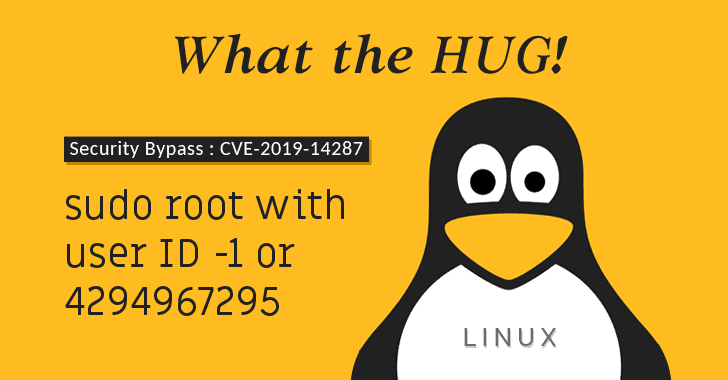 What the HUG!
Security Bypass : CVE-2019-14287
sudo root with
user ID -1 or
4294967295
LINUX